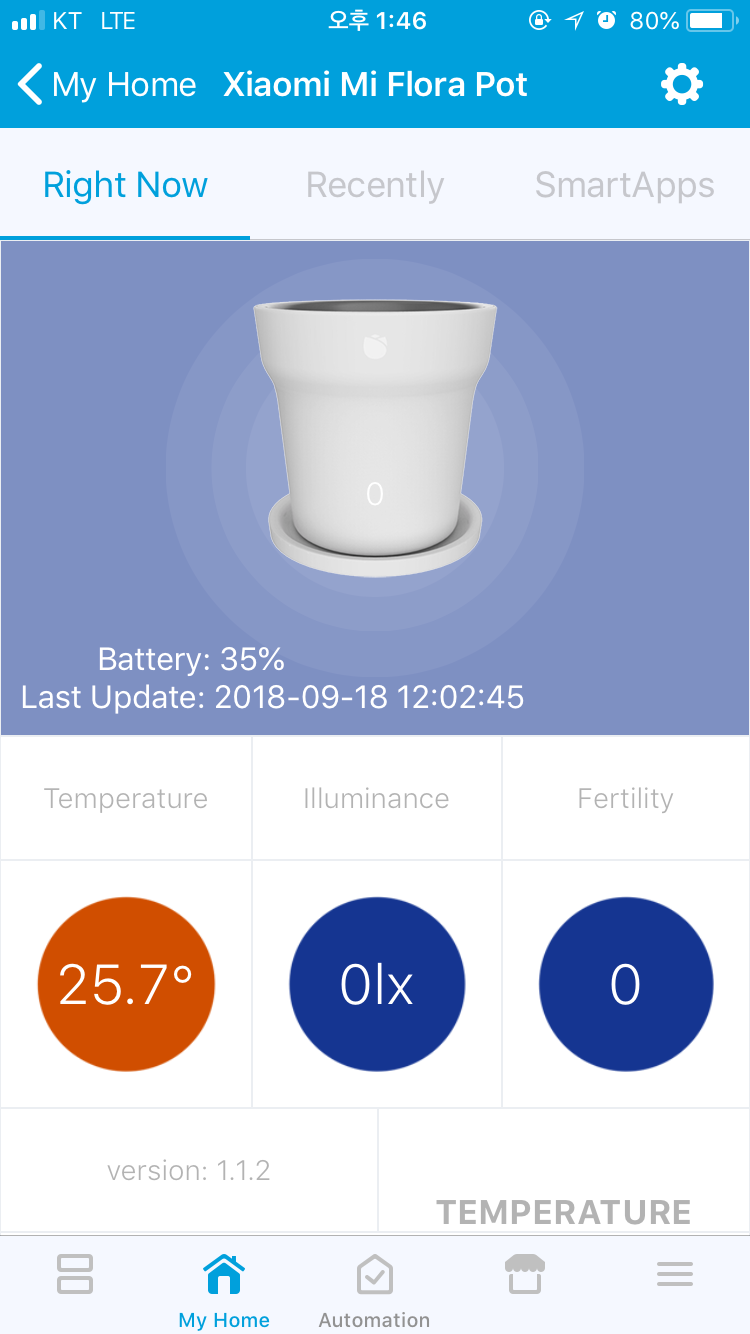 KT LTE 오후 1:46 80%
My Home Xiaomi Mi Flora Pot
Right Now Recently SmartApps
0
Battery: 35%
Last Update: 2018-09-18 12:02:45
Temperature Illuminance Fertility
25.7° 0lx 0
version: 1.1.2
TEMPERATURE
My Home Automation